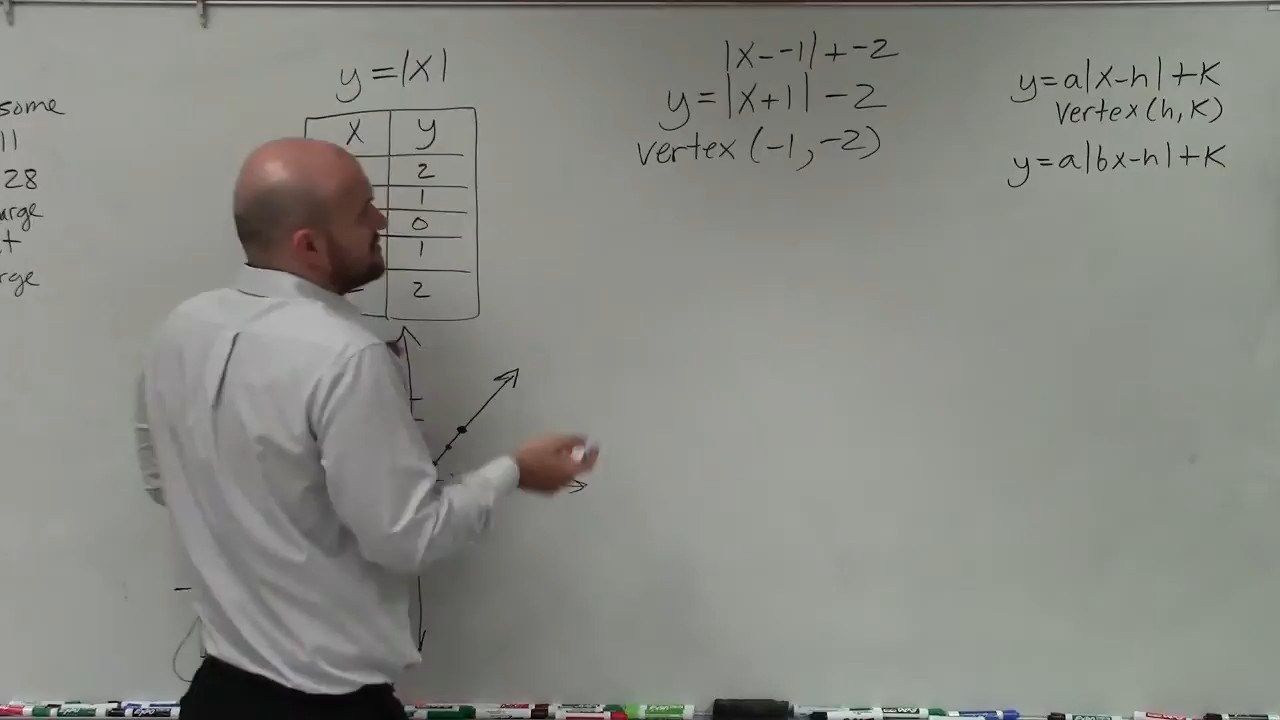 some
11
28
arge
t
rge
y=|x|
x y
2
1
0
1
2
|x--1|+-2
y=|x+1|-2
vertex (-1,-2)
y=a|x-h|+k
vertex(h,k)
y=a|bx-h|+k